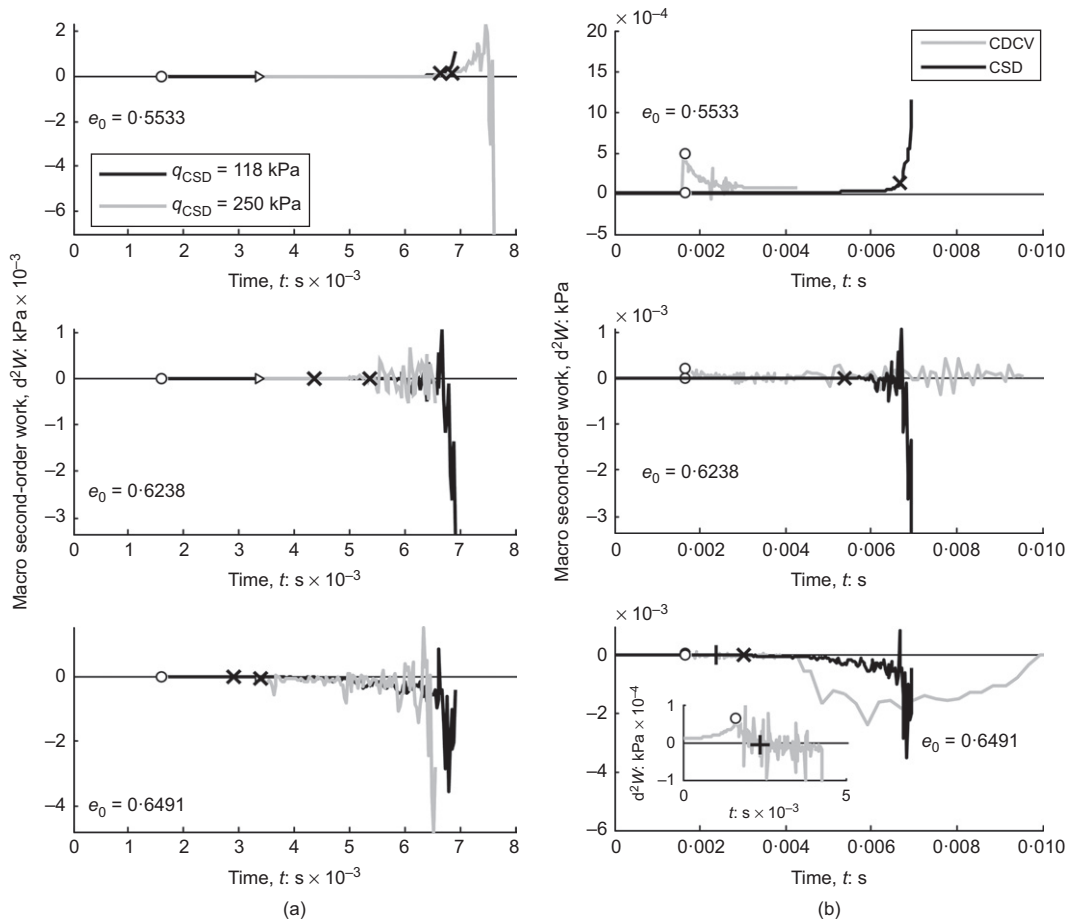 2
0
−2
−4
−6
e0 = 0·5533
qCSD = 118 kPa
qCSD = 250 kPa
0 1 2 3 4 5 6 7 8
Time, t: s × 10−3
1
0
−1
−2
−3
e0 = 0·6238
0 1 2 3 4 5 6 7 8
Time, t: s × 10−3
0
−2
−4
e0 = 0·6491
0 1 2 3 4 5 6 7 8
Time, t: s × 10−3
Macro second-order work, d2W: kPa × 10−3
(a)
× 10−4
20
15
10
5
0
−5
e0 = 0·5533
CDCV
CSD
0 0·002 0·004 0·006 0·008 0·010
Time, t: s
× 10−3
1
0
−1
−2
−3
e0 = 0·6238
0 0·002 0·004 0·006 0·008 0·010
Time, t: s
× 10−3
0
−2
−4
−6
e0 = 0·6491
d2W: kPa × 10−4
1
0
−1
0 5
t: s × 10−3
0 0·002 0·004 0·006 0·008 0·010
Time, t: s
Macro second-order work, d2W: kPa
(b)